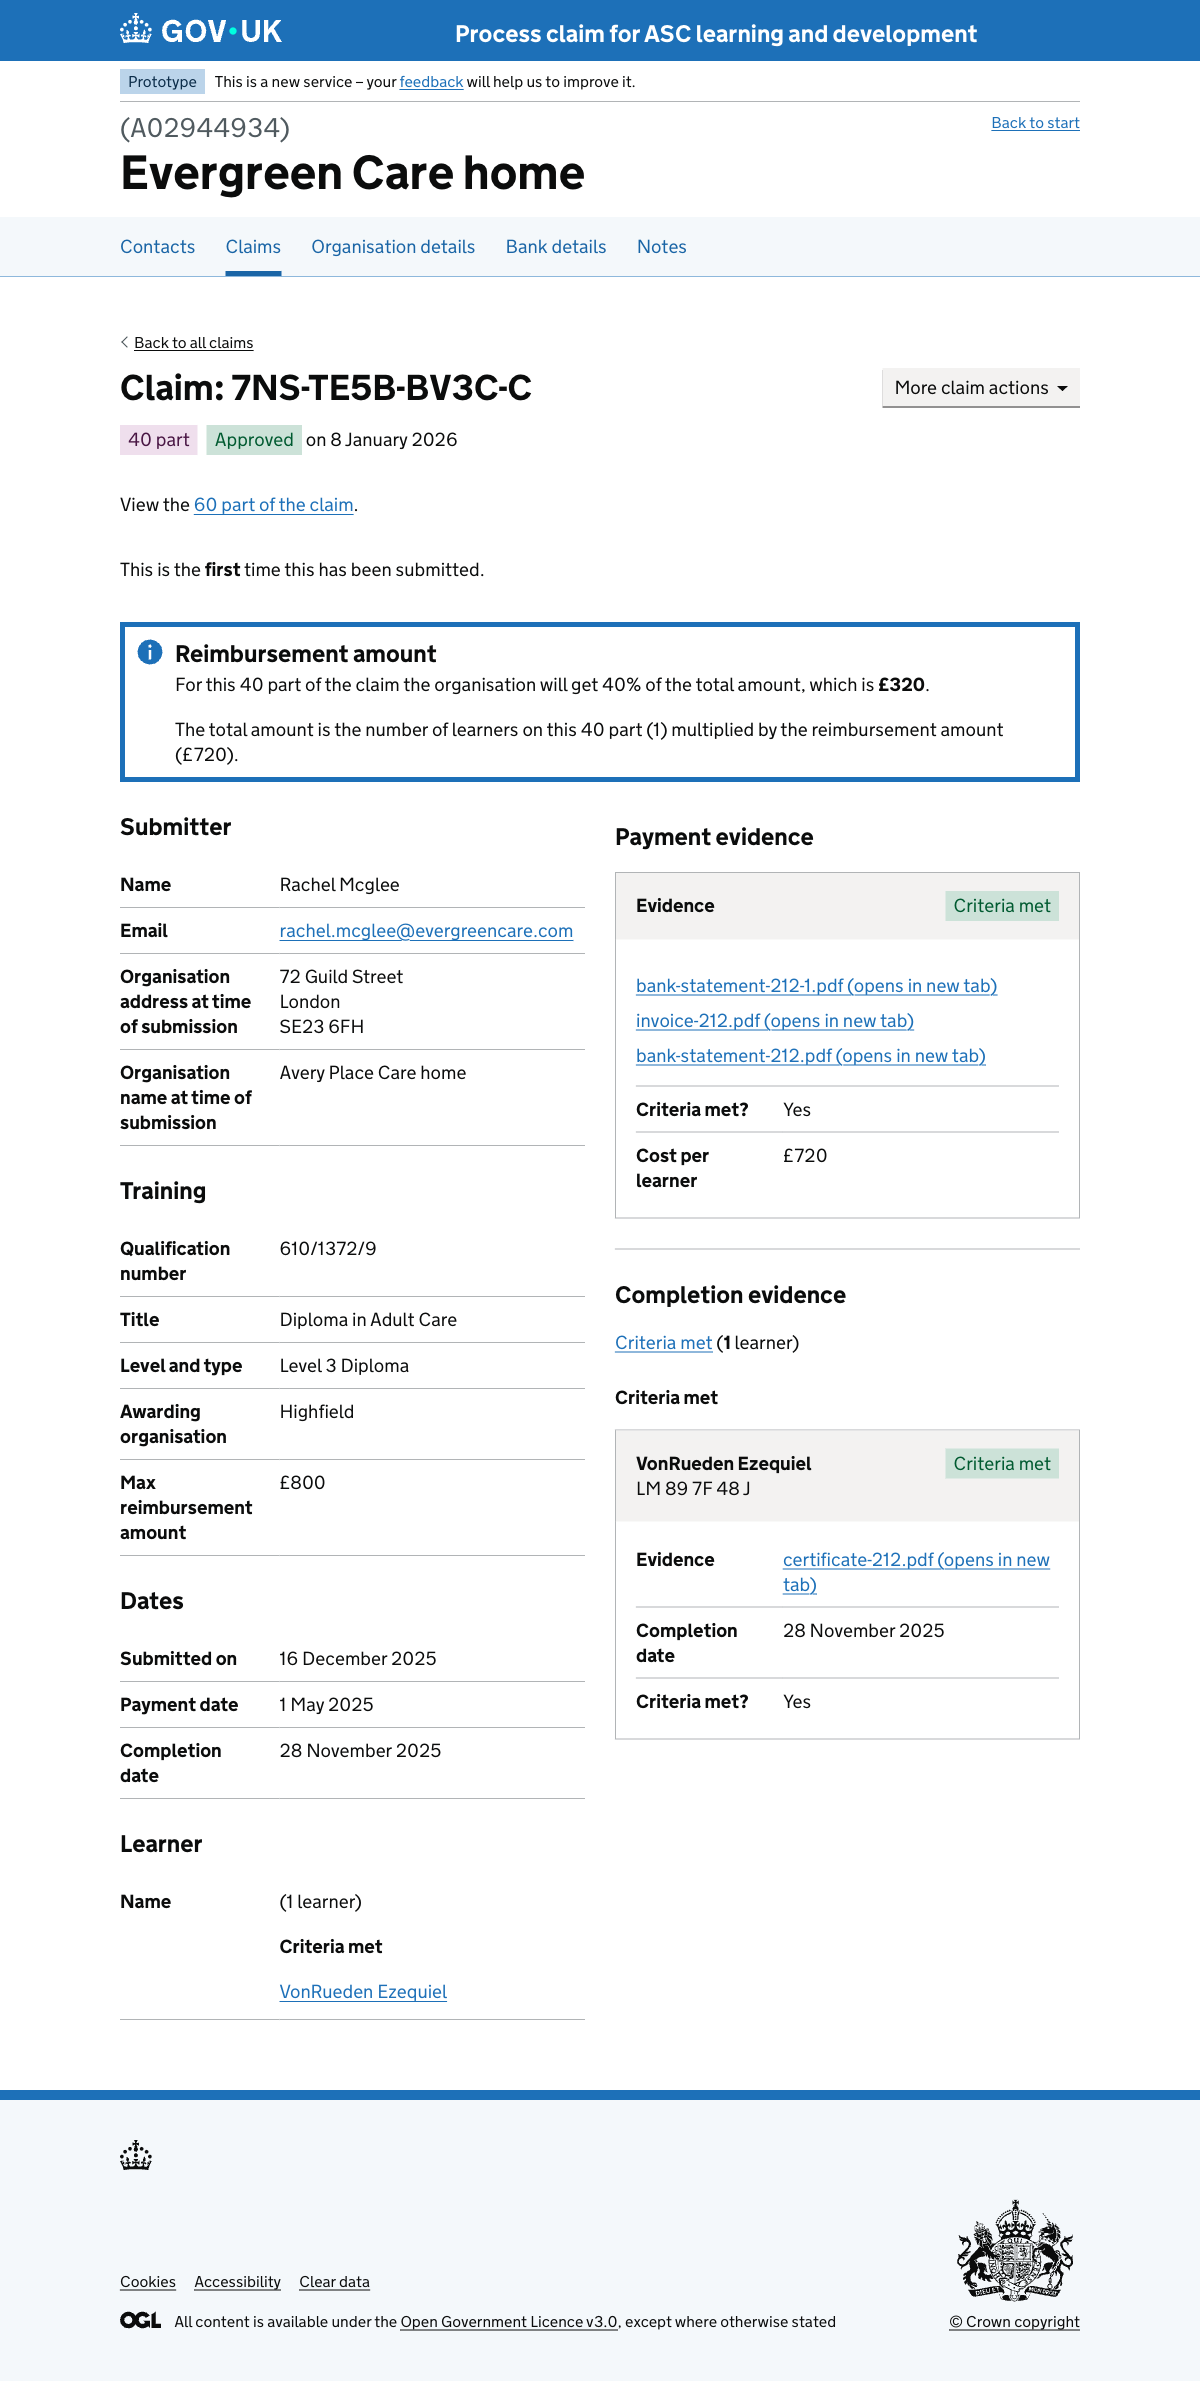 GOV·UK
Process claim for ASC learning and development
Prototype This is a new service – your feedback will help us to improve it.
(A02944934)
Back to start
Evergreen Care home
Contacts Claims Organisation details Bank details Notes
Back to all claims
Claim: 7NS-TE5B-BV3C-C
More claim actions
40 part Approved on 8 January 2026
View the 60 part of the claim.
This is the first time this has been submitted.
Reimbursement amount
For this 40 part of the claim the organisation will get 40% of the total amount, which is £320.
The total amount is the number of learners on this 40 part (1) multiplied by the reimbursement amount
(£720).
Submitter
Name Rachel Mcglee
Email rachel.mcglee@evergreencare.com
Organisation
address at time
of submission
72 Guild Street
London
SE23 6FH
Organisation
name at time of
submission
Avery Place Care home
Training
Qualification
number
610/1372/9
Title Diploma in Adult Care
Level and type Level 3 Diploma
Awarding
organisation
Highfield
Max
reimbursement
amount
£800
Dates
Submitted on 16 December 2025
Payment date 1 May 2025
Completion
date
28 November 2025
Learner
Name (1 learner)
Criteria met
VonRueden Ezequiel
Payment evidence
Evidence Criteria met
bank-statement-212-1.pdf (opens in new tab)
invoice-212.pdf (opens in new tab)
bank-statement-212.pdf (opens in new tab)
Criteria met? Yes
Cost per
learner
£720
Completion evidence
Criteria met (1 learner)
Criteria met
VonRueden Ezequiel Criteria met
LM 89 7F 48 J
Evidence certificate-212.pdf (opens in new
tab)
Completion
date
28 November 2025
Criteria met? Yes
Cookies Accessibility Clear data
OGL All content is available under the Open Government Licence v3.0, except where otherwise stated
© Crown copyright